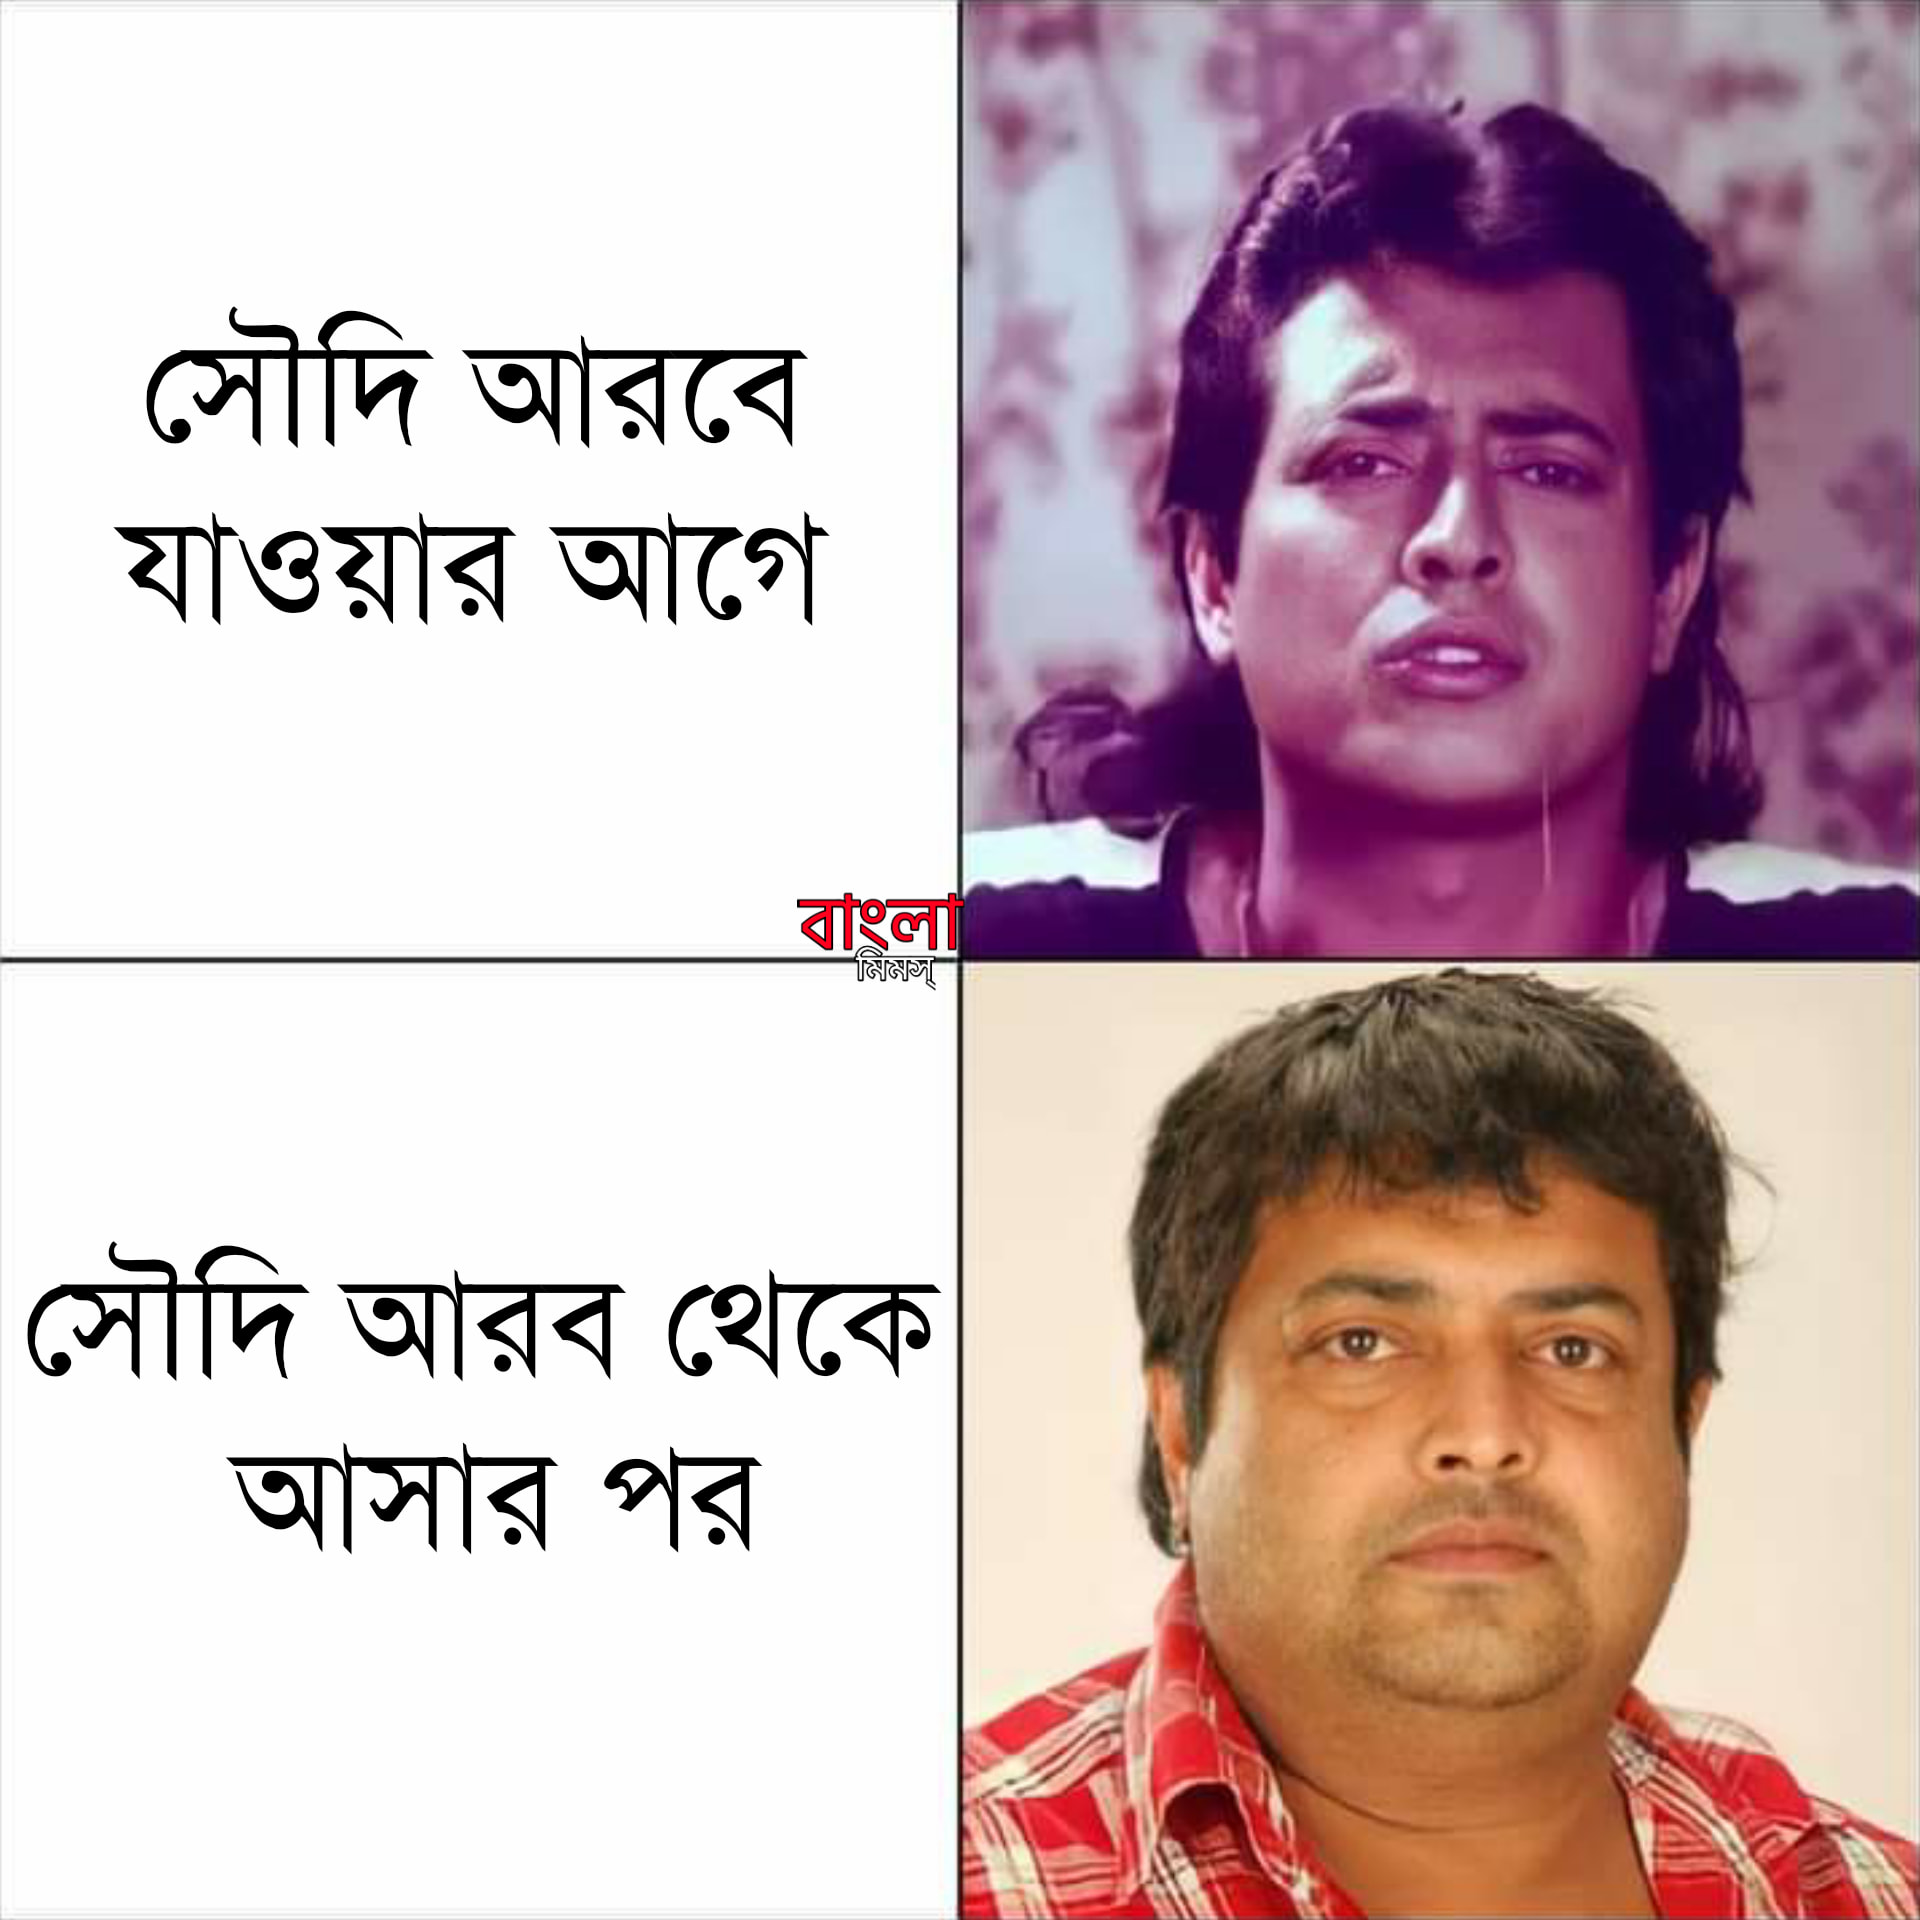 সৌদি আরবে
যাওয়ার আগে
বাংলা
মিমস্
সৌদি আরব থেকে
আসার পর